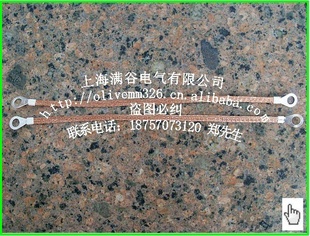 上海满谷电气有限公司
http://olivemm326.cn.alibaba.com
盗图必纠
联系电话：18757073120 郑先生